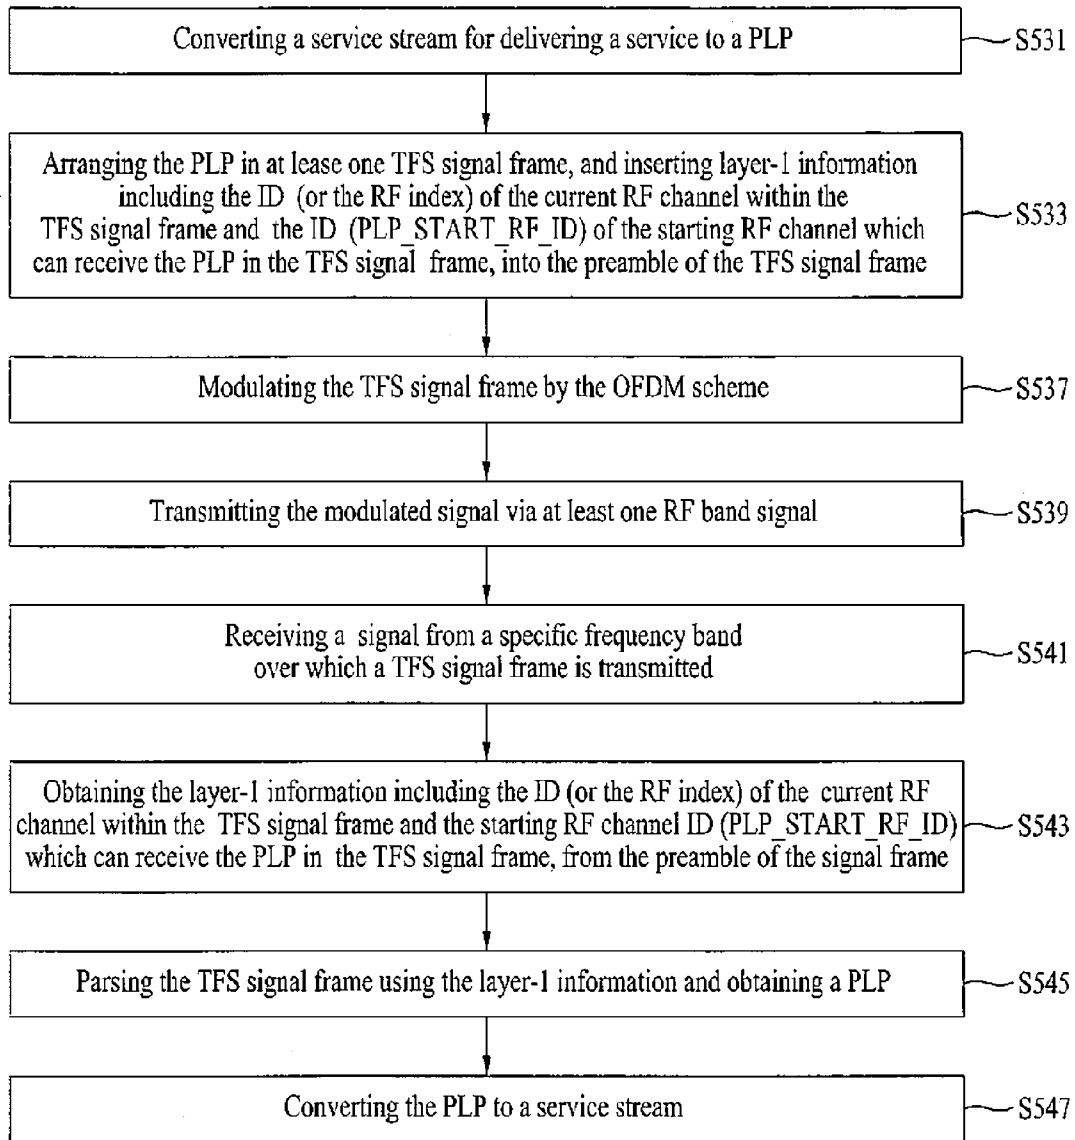 Converting a service stream for delivering a service to a PLP
S531
Arranging the PLP in at lease one TFS signal frame, and inserting layer-1 information
including the ID (or the RF index) of the current RF channel within the
TFS signal frame and the ID (PLP_START_RF_ID) of the starting RF channel which
can receive the PLP in the TFS signal frame, into the preamble of the TFS signal frame
S533
Modulating the TFS signal frame by the OFDM scheme
S537
Transmitting the modulated signal via at least one RF band signal
S539
Receiving a signal from a specific frequency band
over which a TFS signal frame is transmitted
S541
Obtaining the layer-1 information including the ID (or the RF index) of the current RF
channel within the TFS signal frame and the starting RF channel ID (PLP_START_RF_ID)
which can receive the PLP in the TFS signal frame, from the preamble of the signal frame
S543
Parsing the TFS signal frame using the layer-1 information and obtaining a PLP
S545
Converting the PLP to a service stream
S547